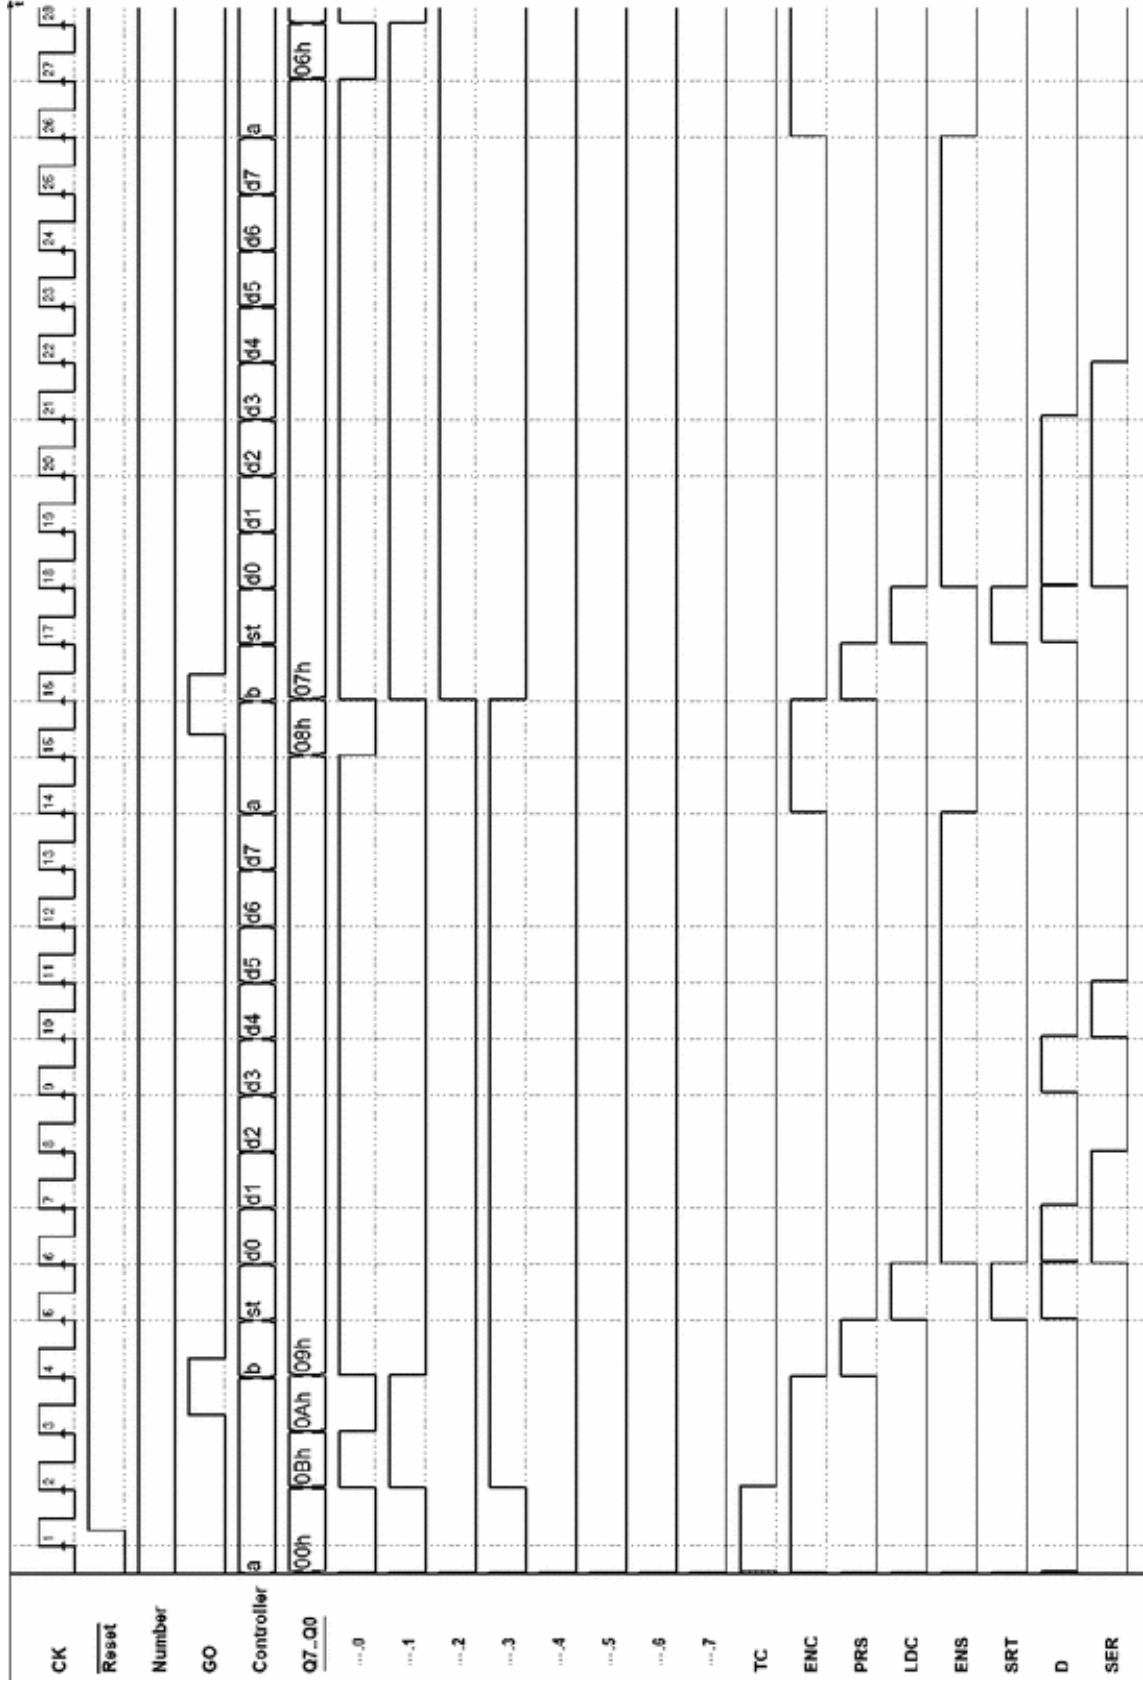 t
CK 1 2 3 4 5 6 7 8 9 10 11 12 13 14 15 16 17 18 19 20 21 22 23 24 25 26 27 28
Reset
Number
GO
Controller a b st d0 d1 d2 d3 d4 d5 d6 d7 a b st d0 d1 d2 d3 d4 d5 d6 d7 a
Q7..Q0 00h 0Bh 0Ah 09h 08h 07h 06h
....0
....1
....2
....3
....4
....5
....6
....7
TC
ENC
PRS
LDC
ENS
SRT
D
SER